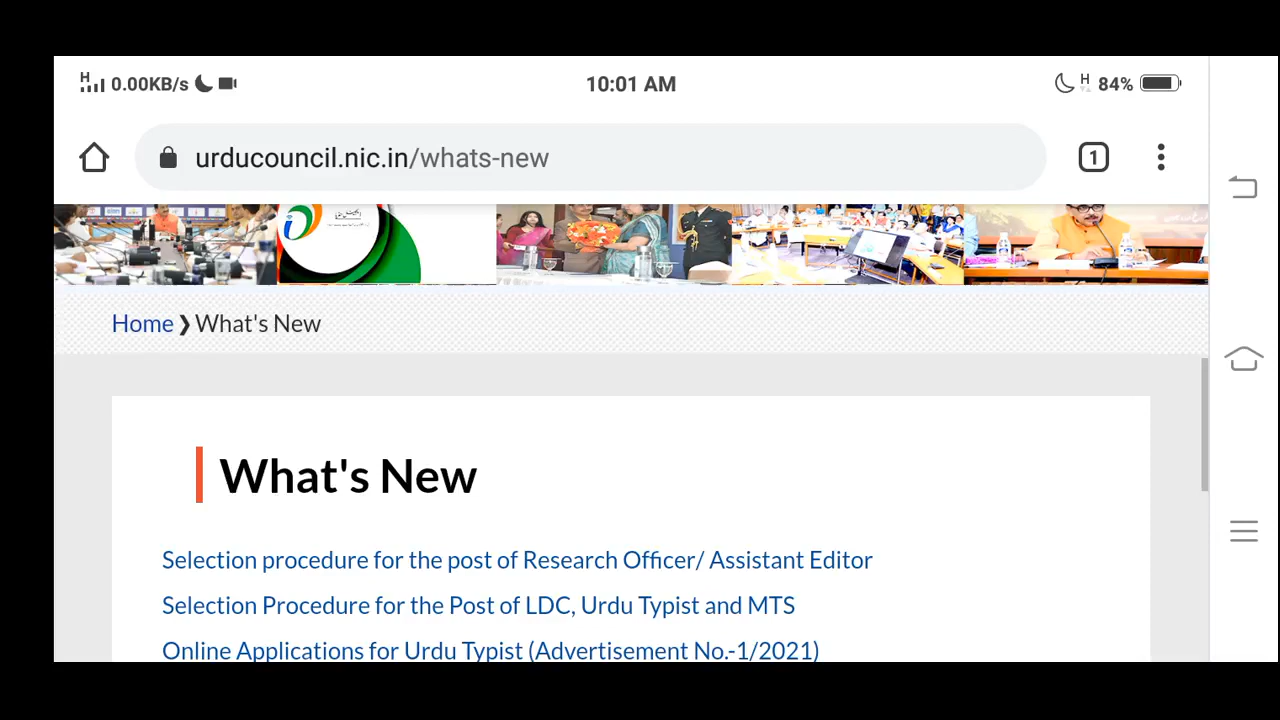 H 0.00KB/s 10:01 AM H 84%
urducouncil.nic.in/whats-new 1
Home ❯ What's New
What's New
Selection procedure for the post of Research Officer/ Assistant Editor
Selection Procedure for the Post of LDC, Urdu Typist and MTS
Online Applications for Urdu Typist (Advertisement No.-1/2021)